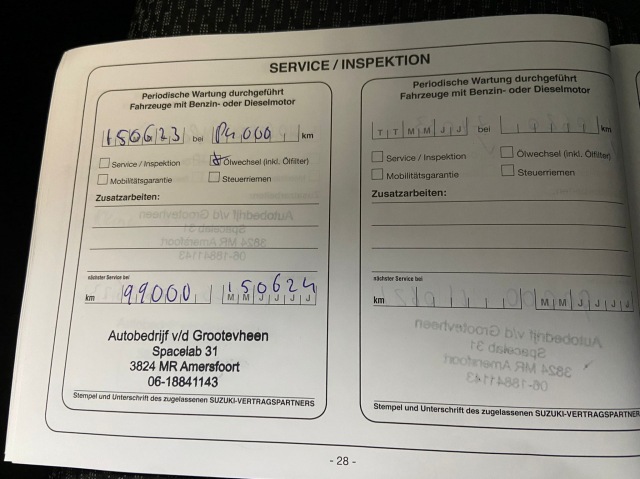 SERVICE / INSPEKTION
Periodische Wartung durchgeführt
Fahrzeuge mit Benzin- oder Dieselmotor
150623 bei 84.000 km
Service / Inspektion
Ölwechsel (inkl. Ölfilter)
Mobilitätsgarantie
Steuerriemen
Zusatzarbeiten:
nächster Service bei
km 99000 150624
M M J J J J
Autobedrijf v/d Grootevheen
Spacelab 31
3824 MR Amersfoort
06-18841143
Stempel und Unterschrift des zugelassenen SUZUKI-VERTRAGSPARTNERS
Periodische Wartung durchgeführt
Fahrzeuge mit Benzin- oder Dieselmotor
T T M M J J bei km
Service / Inspektion
Ölwechsel (inkl. Ölfilter)
Mobilitätsgarantie
Steuerriemen
Zusatzarbeiten:
nächster Service bei
km M M J J J J
Stempel und Unterschrift des zugelassenen SUZUKI-VERTRAGSPARTNER
- 28 -